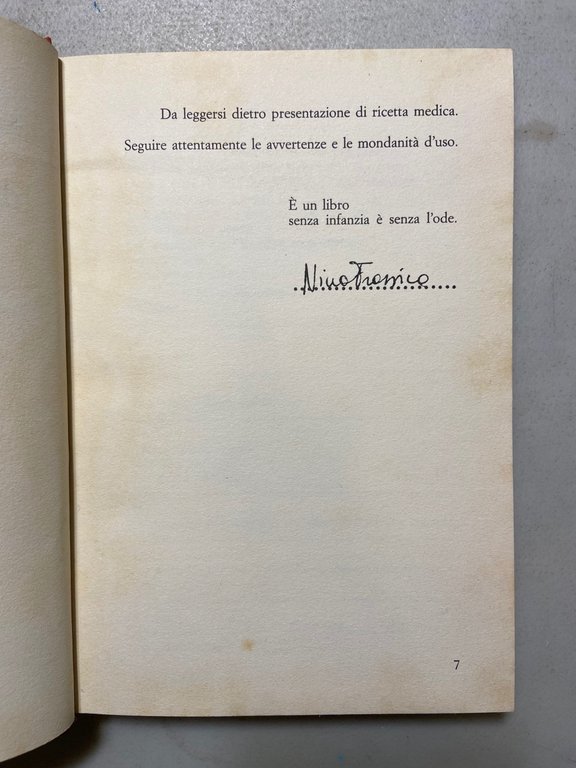 Da leggersi dietro presentazione di ricetta medica.
Seguire attentamente le avvertenze e le mondanità d'uso.
È un libro
senza infanzia è senza l'ode.
Nino Frassica
7